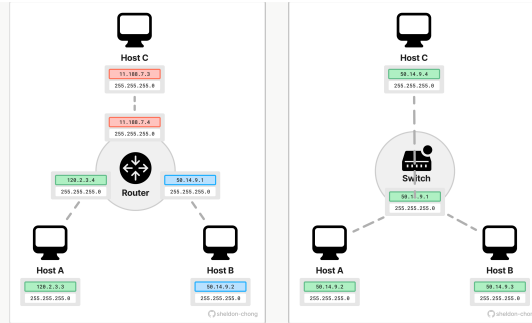 Host C
11.188.7.3
255.255.255.0
11.188.7.4
255.255.255.0
120.2.3.4
255.255.255.0
Router
50.14.9.1
255.255.255.0
Host A
120.2.3.3
255.255.255.0
Host B
50.14.9.2
255.255.255.0
sheldon-chong
Host C
50.14.9.4
255.255.255.0
Switch
255.255.255.0
Host A
50.14.9.2
255.255.255.0
Host B
50.14.9.3
255.255.255.0